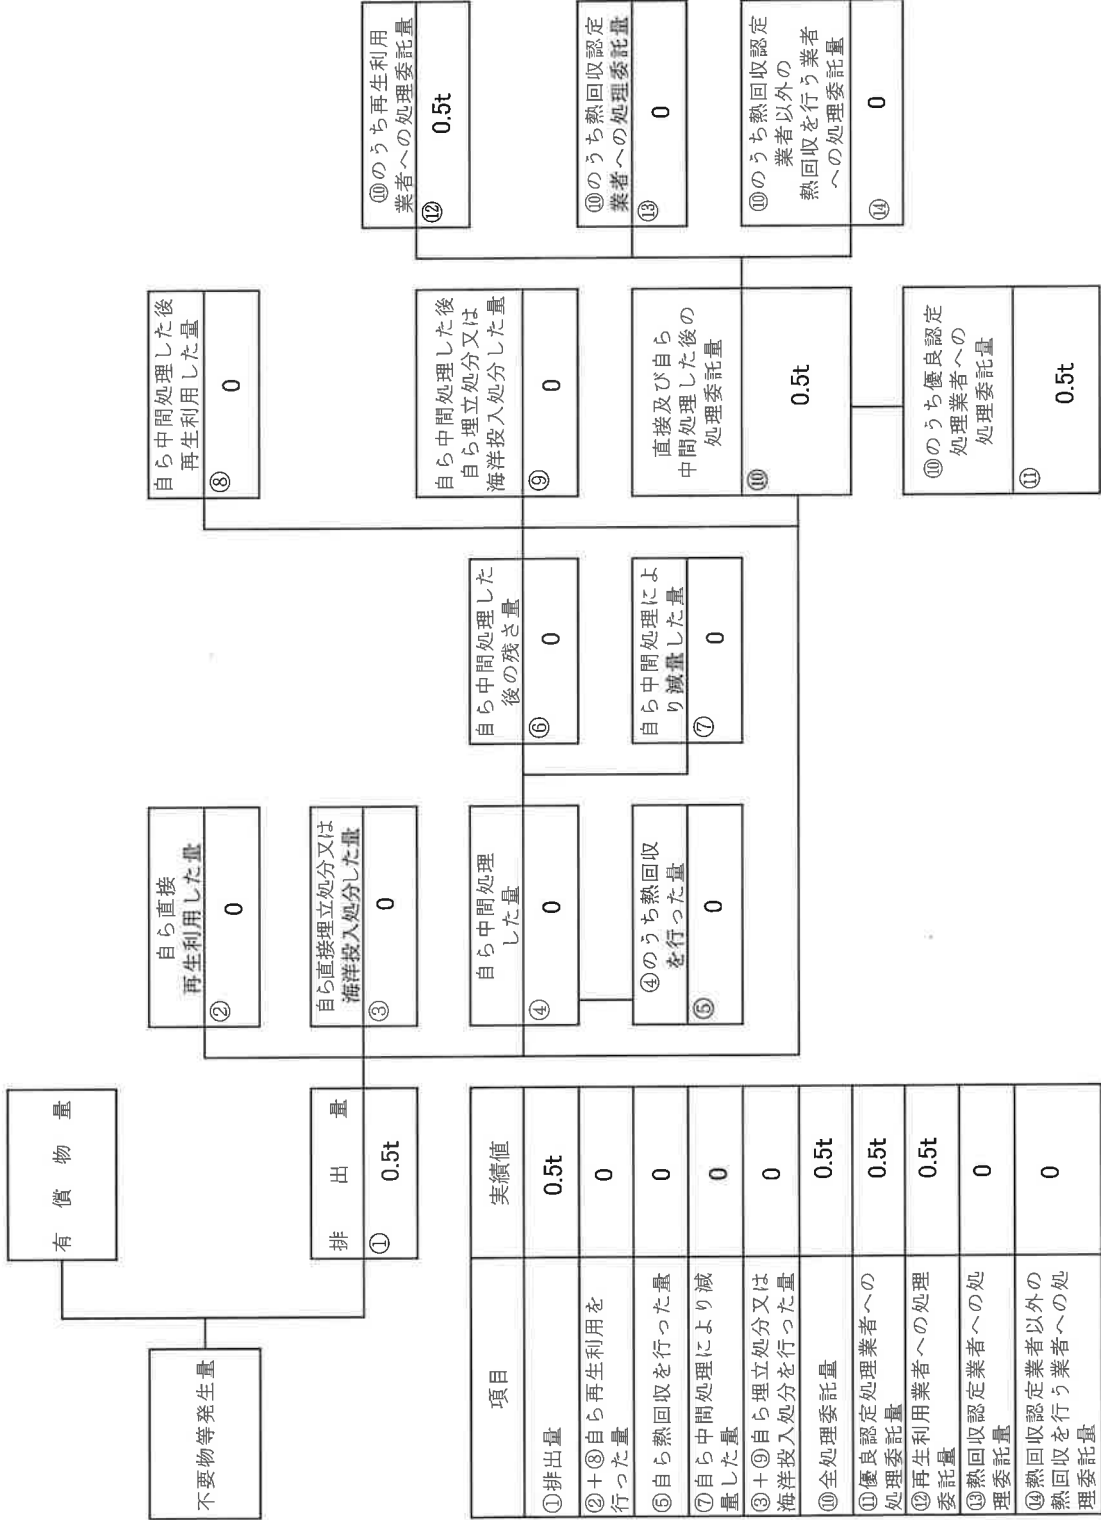 不要物等発生量
有償物量
排出量
①
0.5t
自ら直接
再生利用した量
②
0
自ら直接埋立処分又は
海洋投入処分した量
③
0
自ら中間処理
した量
④
0
④のうち熱回収
を行った量
⑤
0
自ら中間処理した
後の残さ量
⑥
0
自ら中間処理によ
り減量した量
⑦
0
自ら中間処理した後
再生利用した量
⑧
0
自ら中間処理した後
自ら埋立処分又は
海洋投入処分した量
⑨
0
直接及び自ら
中間処理した後の
処理委託量
⑩
0.5t
⑩のうち優良認定
処理業者への
処理委託量
⑪
0.5t
⑩のうち再生利用
業者への処理委託量
⑫
0.5t
⑩のうち熱回収認定
業者への処理委託量
⑬
0
⑩のうち熱回収認定
業者以外の
熱回収を行う業者
への処理委託量
⑭
0
項目 実績値
①排出量 0.5t
②+⑧自ら再生利用を
行った量 0
⑤自ら熱回収を行った量 0
⑦自ら中間処理により減
量した量 0
③+⑨自ら埋立処分又は
海洋投入処分を行った量 0
⑩全処理委託量 0.5t
⑪優良認定処理業者への
処理委託量 0.5t
⑫再生利用業者への処理
委託量 0.5t
⑬熱回収認定業者への処
理委託量 0
⑭熱回収認定業者以外の
熱回収を行う業者への処
理委託量 0